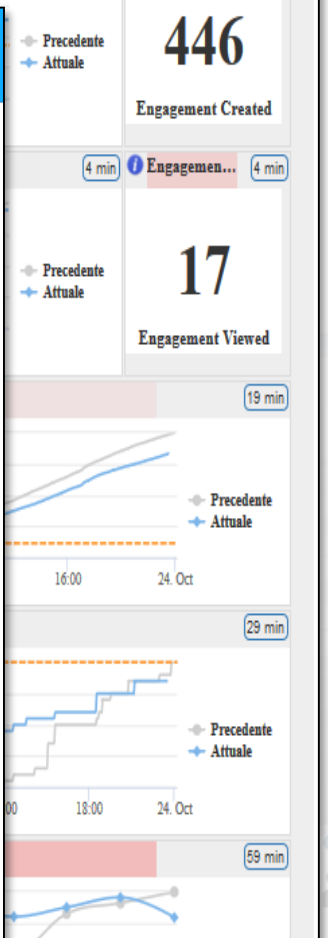 446
Precedente
Attuale
Engagement Created
4 min
Engagemen...
4 min
17
Precedente
Attuale
Engagement Viewed
19 min
Precedente
Attuale
16:00
24. Oct
29 min
Precedente
Attuale
00
18:00
24. Oct
59 min